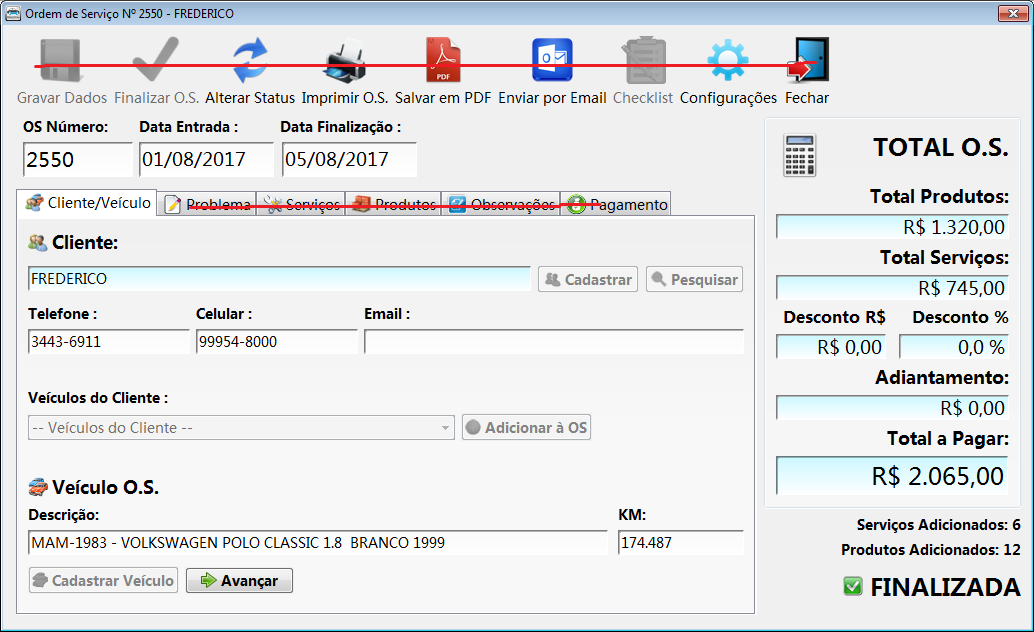 Ordem de Serviço Nº 2550 - FREDERICO
PDF
Gravar Dados Finalizar O.S. Alterar Status Imprimir O.S. Salvar em PDF Enviar por Email Checklist Configurações Fechar
OS Número: Data Entrada : Data Finalização :
2550 01/08/2017 05/08/2017
Cliente/Veículo Problema Serviços Produtos Observações Pagamento
Cliente:
FREDERICO Cadastrar Pesquisar
Telefone : Celular : Email :
3443-6911 99954-8000
Veículos do Cliente :
-- Veículos do Cliente -- Adicionar à OS
Veículo O.S.
Descrição: KM:
MAM-1983 - VOLKSWAGEN POLO CLASSIC 1.8 BRANCO 1999 174.487
Cadastrar Veículo Avançar
TOTAL O.S.
Total Produtos:
R$ 1.320,00
Total Serviços:
R$ 745,00
Desconto R$ Desconto %
R$ 0,00 0,0 %
Adiantamento:
R$ 0,00
Total a Pagar:
R$ 2.065,00
Serviços Adicionados: 6
Produtos Adicionados: 12
FINALIZADA